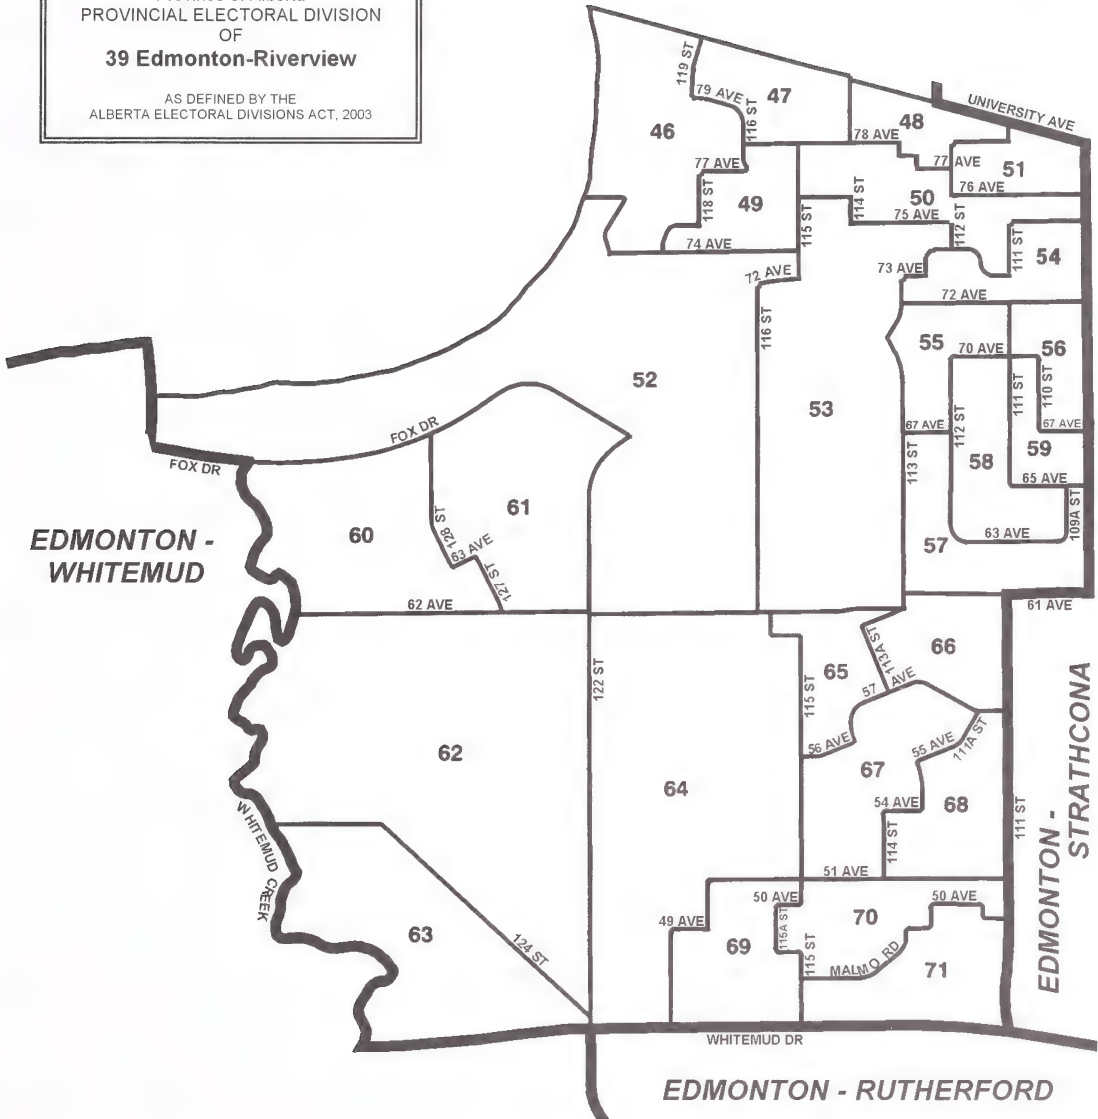 PROVINCIAL ELECTORAL DIVISION
OF
39 Edmonton-Riverview
AS DEFINED BY THE
ALBERTA ELECTORAL DIVISIONS ACT, 2003
119 ST
79 AVE
47
116 ST
46
UNIVERSITY AVE
48
78 AVE
77 AVE
51
77 AVE
118 ST
49
76 AVE
50
114 ST
75 AVE
112 ST
115 ST
74 AVE
111 ST
54
73 AVE
72 AVE
72 AVE
116 ST
55
70 AVE
56
52
53
111 ST
110 ST
112 ST
67 AVE
67 AVE
FOX DR
FOX DR
113 ST
58
59
65 AVE
109A ST
61
128 ST
60
63 AVE
127 ST
57
63 AVE
EDMONTON -
WHITEMUD
62 AVE
61 AVE
122 ST
65
113A ST
66
115 ST
57 AVE
62
64
56 AVE
67
55 AVE
111A ST
54 AVE
68
114 ST
111 ST
EDMONTON -
STRATHCONA
WHITEMUD
CREEK
51 AVE
50 AVE
50 AVE
49 AVE
115A ST
70
63
124 ST
69
115 ST
MALMO RD
71
WHITEMUD DR
EDMONTON - RUTHERFORD